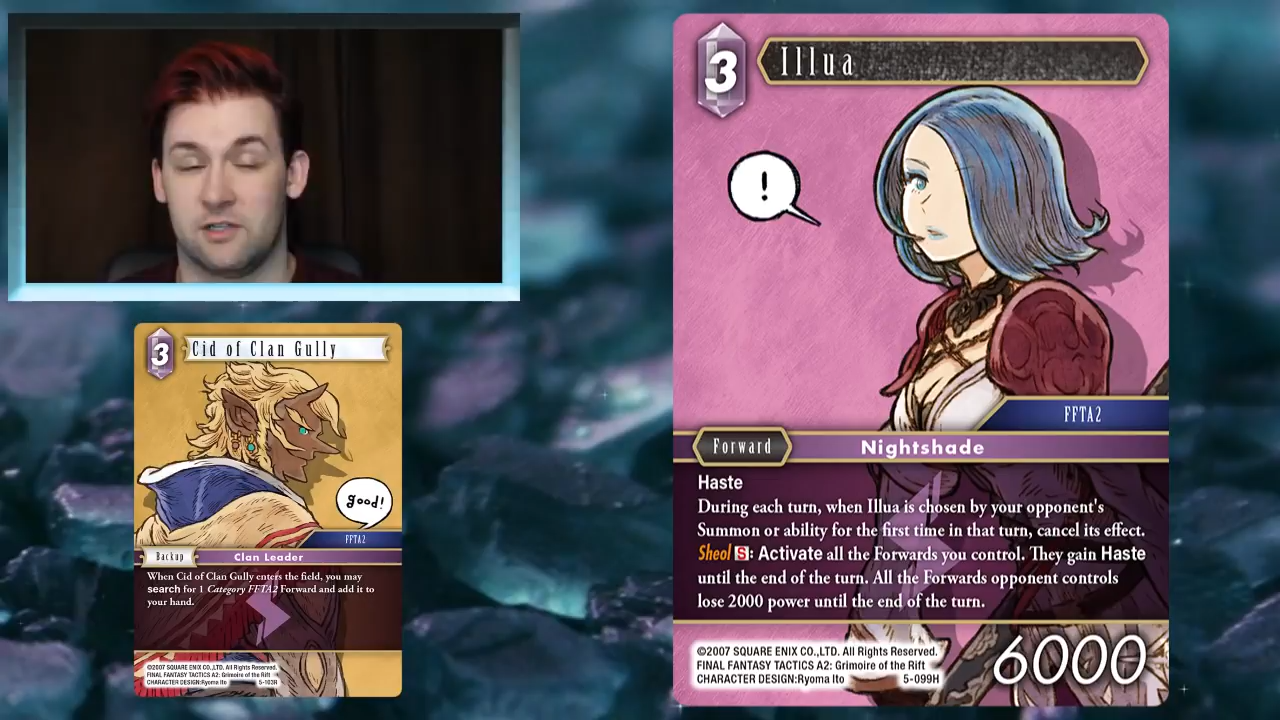 3
Cid of Clan Gully
good!
FFTA2
Backup
Clan Leader
When Cid of Clan Gully enters the field, you may
search for 1 Category FFTA2 Forward and add it to
your hand.
©2007 SQUARE ENIX CO.,LTD. All Rights Reserved.
FINAL FANTASY TACTICS A2: Grimoire of the Rift
CHARACTER DESIGN:Ryoma Ito
5-103R
3
Illua
!
FFTA2
Forward
Nightshade
Haste
During each turn, when Illua is chosen by your opponent's
Summon or ability for the first time in that turn, cancel its effect.
Sheol S: Activate all the Forwards you control. They gain Haste
until the end of the turn. All the Forwards opponent controls
lose 2000 power until the end of the turn.
©2007 SQUARE ENIX CO.,LTD. All Rights Reserved.
FINAL FANTASY TACTICS A2: Grimoire of the Rift
CHARACTER DESIGN:Ryoma Ito
5-099H
6000